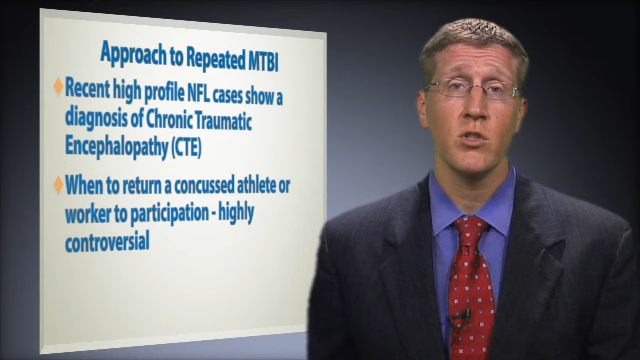 Approach to Repeated MTBI
Recent high profile NFL cases show a
diagnosis of Chronic Traumatic
Encephalopathy (CTE)
When to return a concussed athlete or
worker to participation - highly
controversial